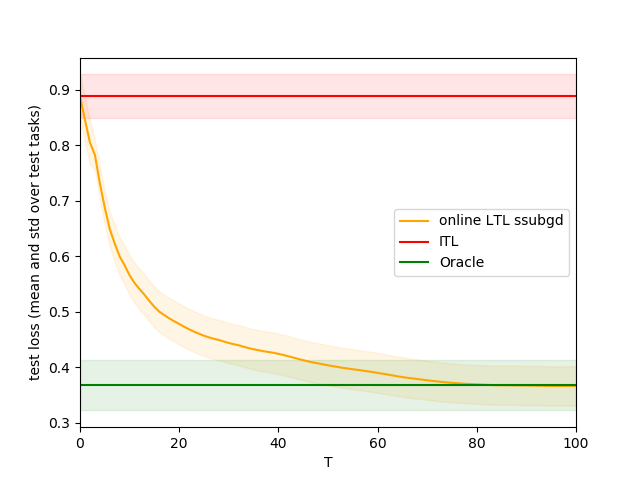 test loss (mean and std over test tasks)
0.9
0.8
0.7
0.6
0.5
0.4
0.3
online LTL ssubgd
ITL
Oracle
0 20 40 60 80 100
T